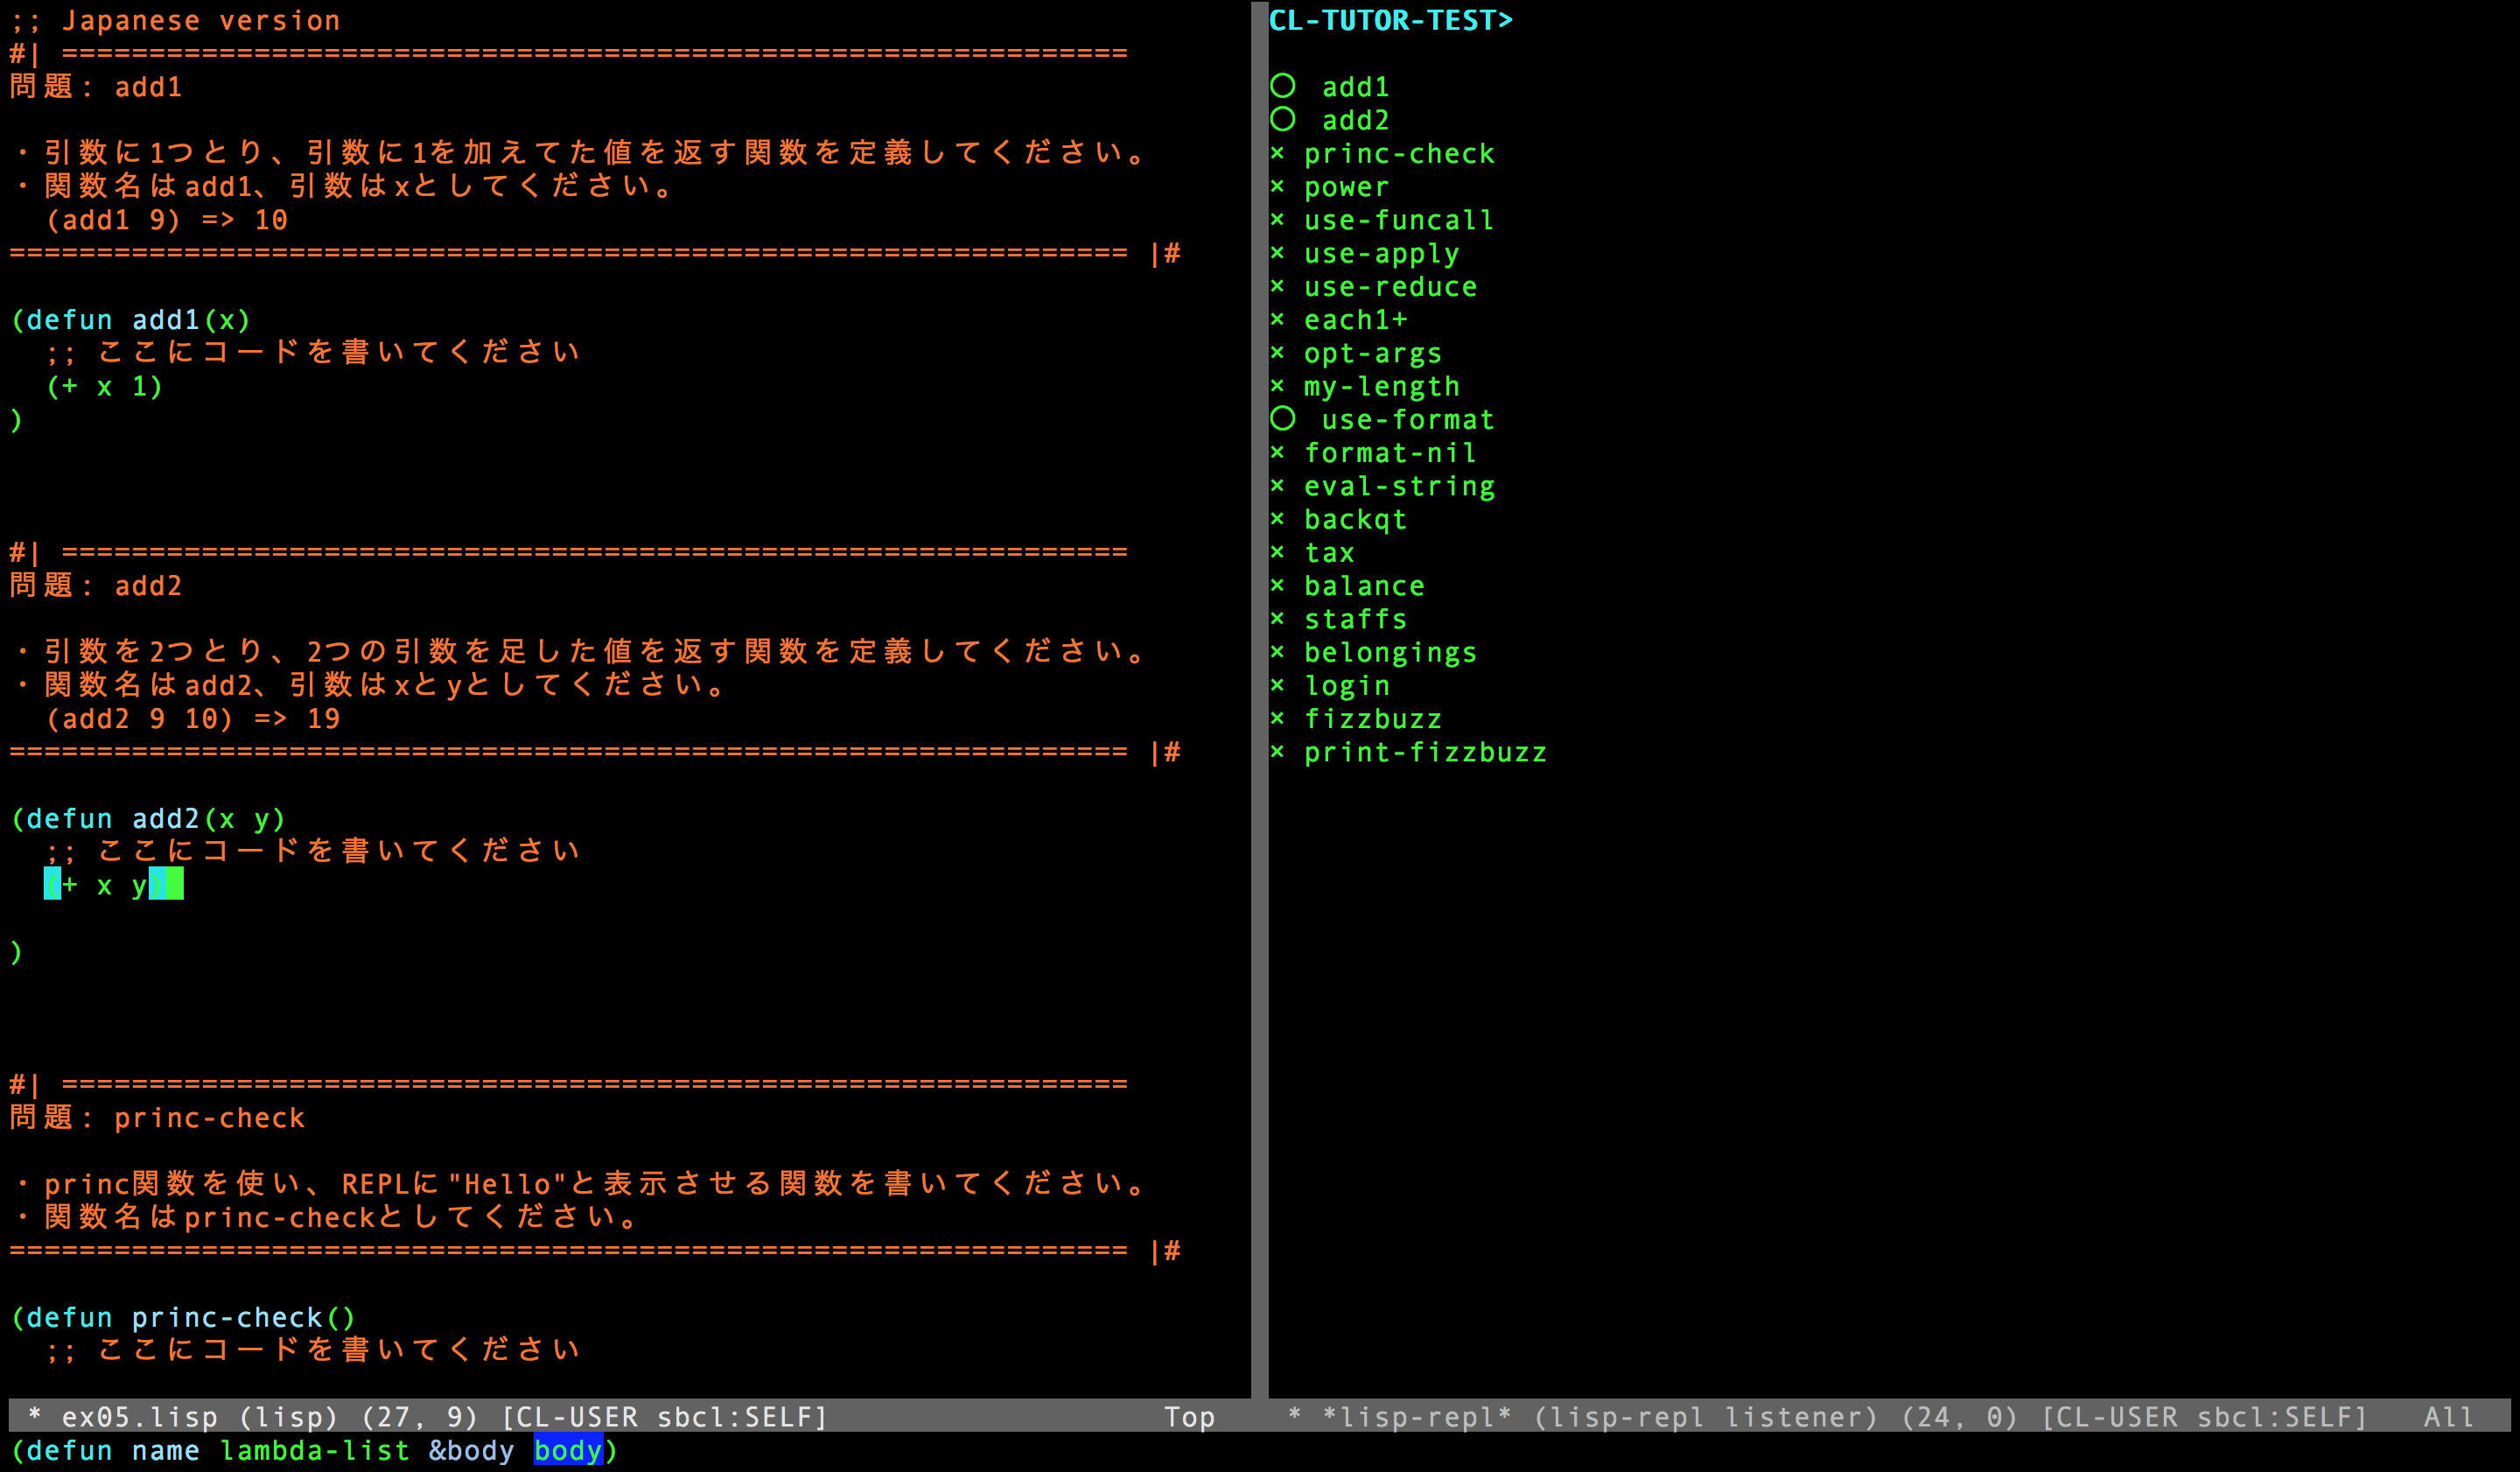 ;; Japanese version
#| =============================================================
問題: add1
・引数に1つとり、引数に1を加えてた値を返す関数を定義してください。
・関数名はadd1、引数はxとしてください。
(add1 9) => 10
================================================================ |#
(defun add1(x)
;; ここにコードを書いてください
(+ x 1)
)
#| =============================================================
問題: add2
・引数を2つとり、2つの引数を足した値を返す関数を定義してください。
・関数名はadd2、引数はxとyとしてください。
(add2 9 10) => 19
================================================================ |#
(defun add2(x y)
;; ここにコードを書いてください
(+ x y)
)
#| =============================================================
問題: princ-check
・princ関数を使い、REPLに"Hello"と表示させる関数を書いてください。
・関数名はprinc-checkとしてください。
================================================================ |#
(defun princ-check()
;; ここにコードを書いてください
* ex05.lisp (lisp) (27, 9) [CL-USER sbcl:SELF] Top
CL-TUTOR-TEST>
○ add1
○ add2
× princ-check
× power
× use-funcall
× use-apply
× use-reduce
× each1+
× opt-args
× my-length
○ use-format
× format-nil
× eval-string
× backqt
× tax
× balance
× staffs
× belongings
× login
× fizzbuzz
× print-fizzbuzz
* *lisp-repl* (lisp-repl listener) (24, 0) [CL-USER sbcl:SELF] All
(defun name lambda-list &body body)